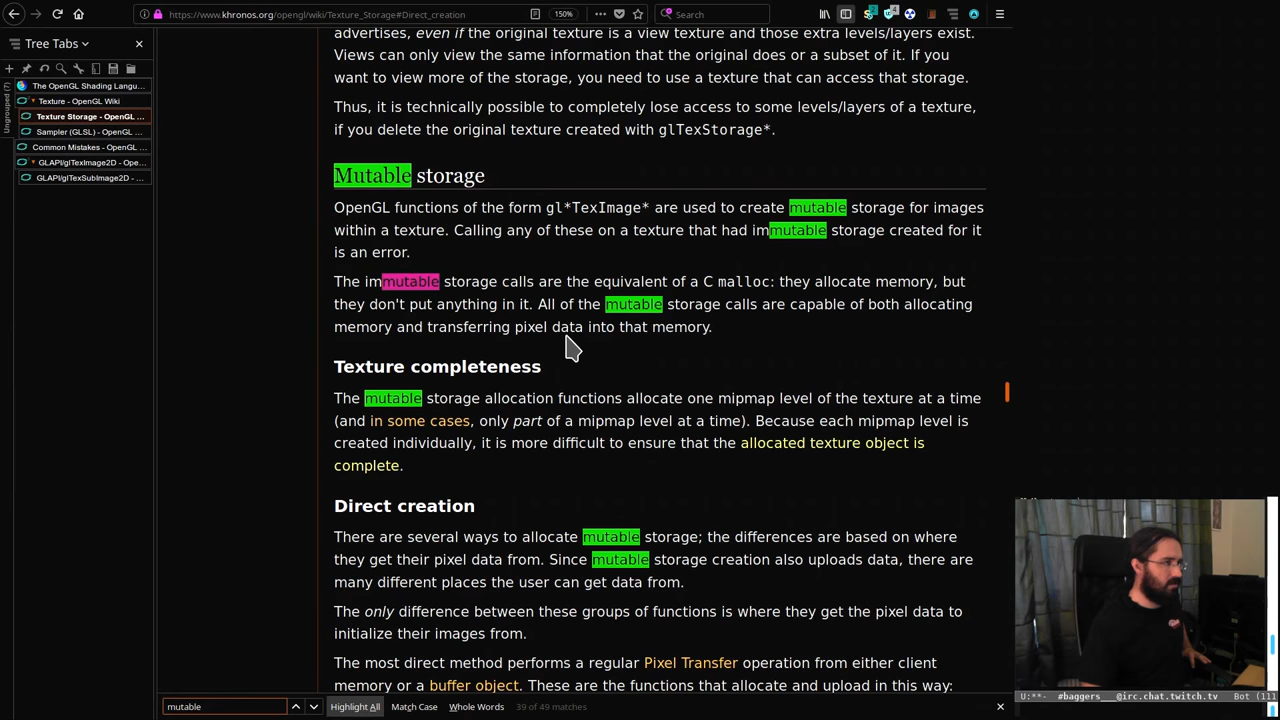 https://www.khronos.org/opengl/wiki/Texture_Storage#Direct_creation
150%
Search
2
4
Tree Tabs
Ungrouped (7)
The OpenGL Shading Langu...
Texture - OpenGL Wiki
Texture Storage - OpenGL ...
Sampler (GLSL) - OpenGL ...
Common Mistakes - OpenGL ...
GLAPI/glTexImage2D - Ope...
GLAPI/glTexSubImage2D - ...
advertises, even if the original texture is a view texture and those extra levels/layers exist.
Views can only view the same information that the original does or a subset of it. If you
want to view more of the storage, you need to use a texture that can access that storage.
Thus, it is technically possible to completely lose access to some levels/layers of a texture,
if you delete the original texture created with glTexStorage*.
Mutable storage
OpenGL functions of the form gl*TexImage* are used to create mutable storage for images
within a texture. Calling any of these on a texture that had immutable storage created for it
is an error.
The immutable storage calls are the equivalent of a C malloc: they allocate memory, but
they don't put anything in it. All of the mutable storage calls are capable of both allocating
memory and transferring pixel data into that memory.
Texture completeness
The mutable storage allocation functions allocate one mipmap level of the texture at a time
(and in some cases, only part of a mipmap level at a time). Because each mipmap level is
created individually, it is more difficult to ensure that the allocated texture object is
complete.
Direct creation
There are several ways to allocate mutable storage; the differences are based on where
they get their pixel data from. Since mutable storage creation also uploads data, there are
many different places the user can get data from.
The only difference between these groups of functions is where they get the pixel data to
initialize their images from.
The most direct method performs a regular Pixel Transfer operation from either client
memory or a buffer object. These are the functions that allocate and upload in this way:
mutable
Highlight All
Match Case
Whole Words
39 of 49 matches
U:**- #baggers___@irc.chat.twitch.tv Bot (111